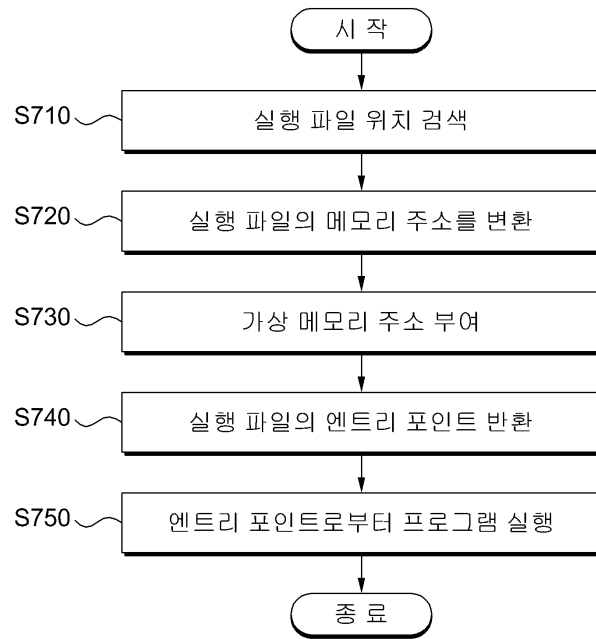 시 작
S710 실행 파일 위치 검색
S720 실행 파일의 메모리 주소를 변환
S730 가상 메모리 주소 부여
S740 실행 파일의 엔트리 포인트 반환
S750 엔트리 포인트로부터 프로그램 실행
종 료